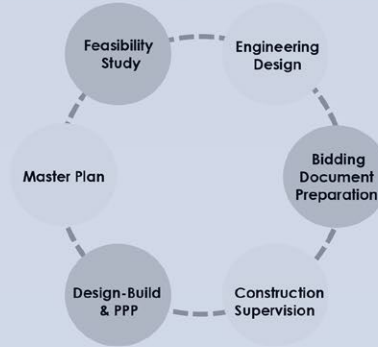 Feasibility
Study
Engineering
Design
Master Plan
Bidding
Document
Preparation
Design-Build
& PPP
Construction
Supervision